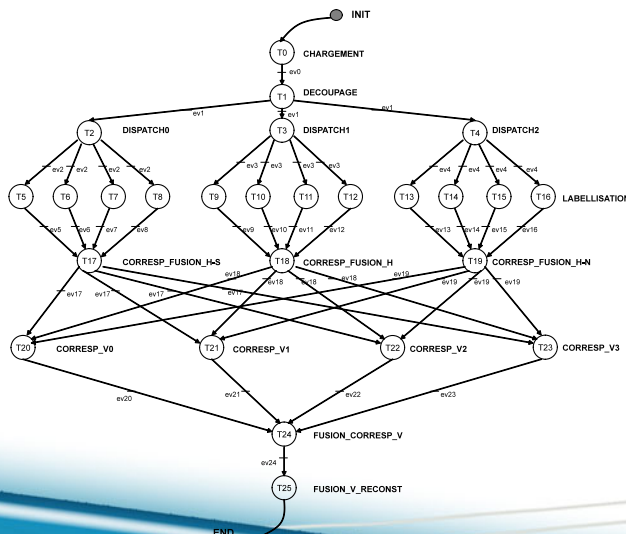 INIT
T0 CHARGEMENT
ev0
T1 DECOUPAGE
ev1 ev1 ev1
T2 DISPATCH0 T3 DISPATCH1 T4 DISPATCH2
ev2 ev2 ev2 ev2 ev3 ev3 ev3 ev3 ev4 ev4 ev4 ev4
T5 T6 T7 T8 T9 T10 T11 T12 T13 T14 T15 T16 LABELLISATION
ev5 ev6 ev7 ev8 ev9 ev10 ev11 ev12 ev13 ev14 ev15 ev16
T17 CORRESP_FUSION_H-S T18 CORRESP_FUSION_H T19 CORRESP_FUSION_H-N
ev17 ev17 ev17 ev17 ev18 ev18 ev18 ev18 ev19 ev19 ev19 ev19
T20 CORRESP_V0 T21 CORRESP_V1 T22 CORRESP_V2 T23 CORRESP_V3
ev20 ev21 ev22 ev23
T24 FUSION_CORRESP_V
ev24
T25 FUSION_V_RECONST
END